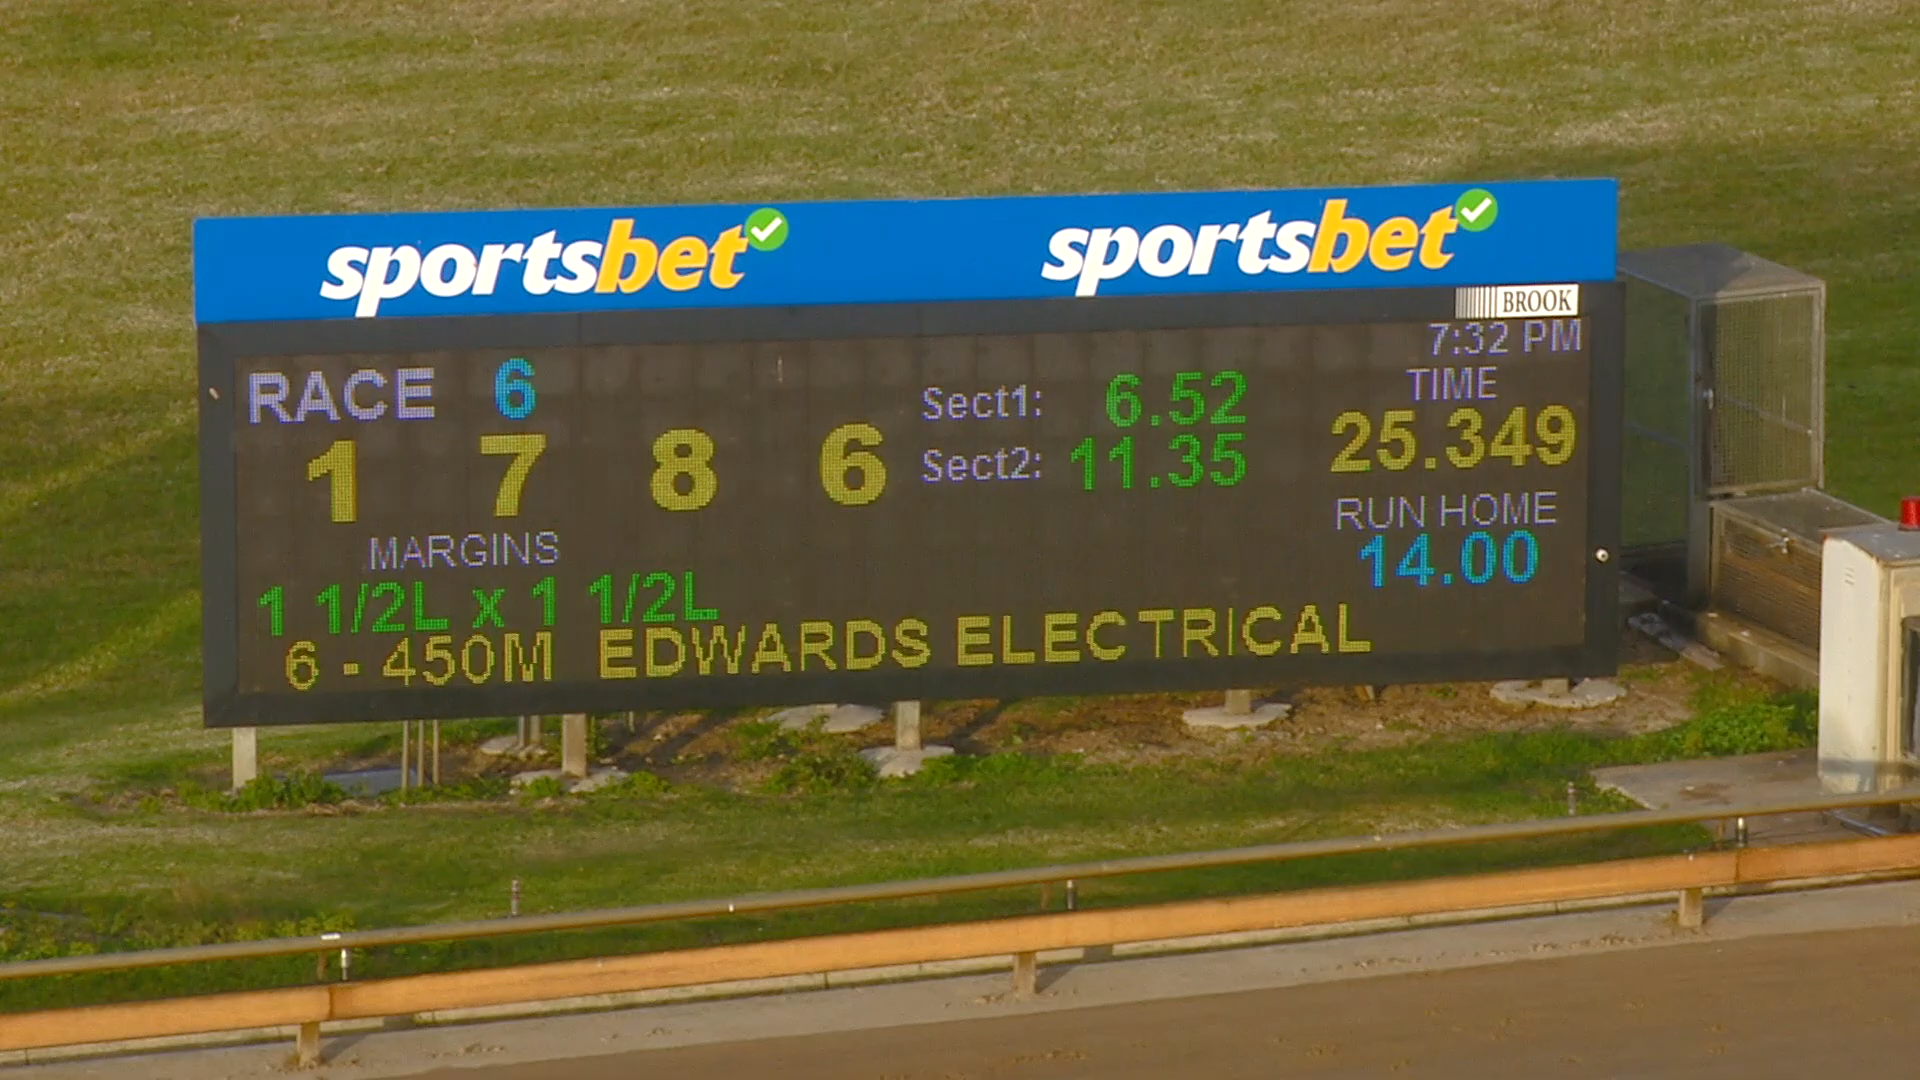 sportsbet sportsbet
BROOK
7:32 PM
RACE 6
Sect1: 6.52
TIME
25.349
1 7 8 6
Sect2: 11.35
MARGINS
RUN HOME
14.00
1 1/2L x 1 1/2L
6 - 450M EDWARDS ELECTRICAL